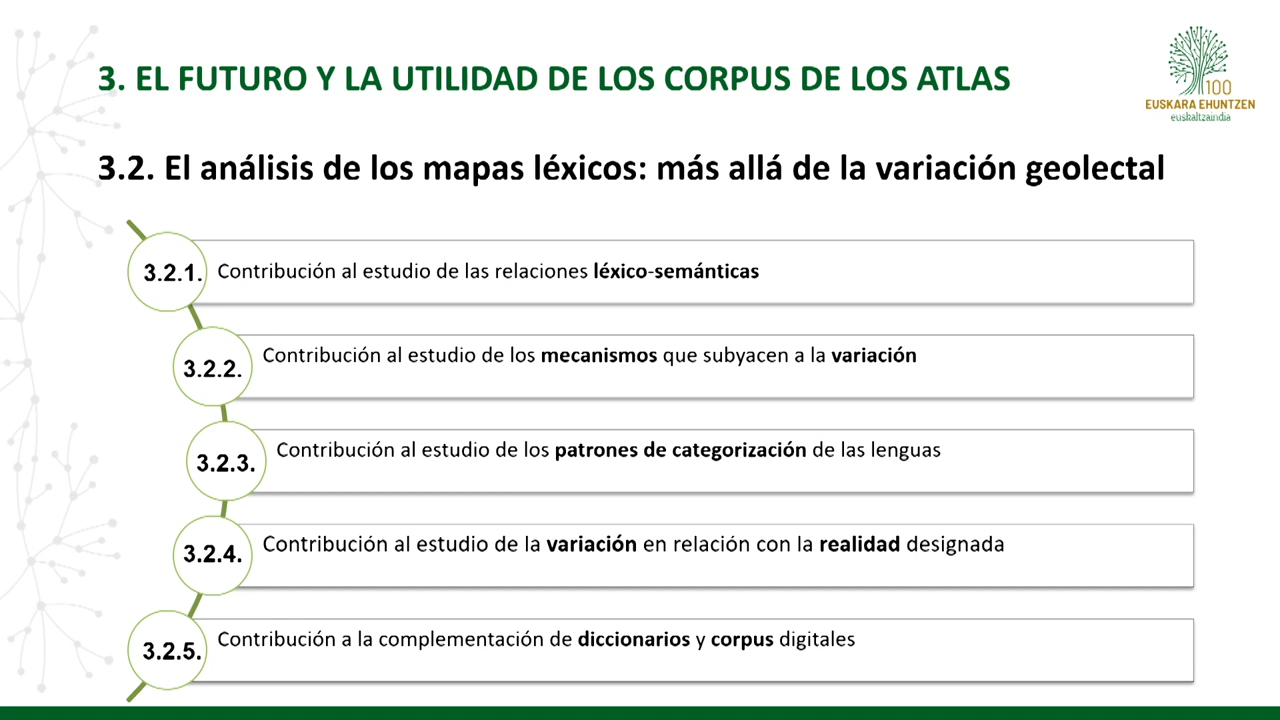 3. EL FUTURO Y LA UTILIDAD DE LOS CORPUS DE LOS ATLAS
100
EUSKARA EHUNTZEN
euskaltzaindia
3.2. El análisis de los mapas léxicos: más allá de la variación geolectal
3.2.1. Contribución al estudio de las relaciones léxico-semánticas
3.2.2. Contribución al estudio de los mecanismos que subyacen a la variación
3.2.3. Contribución al estudio de los patrones de categorización de las lenguas
3.2.4. Contribución al estudio de la variación en relación con la realidad designada
3.2.5. Contribución a la complementación de diccionarios y corpus digitales